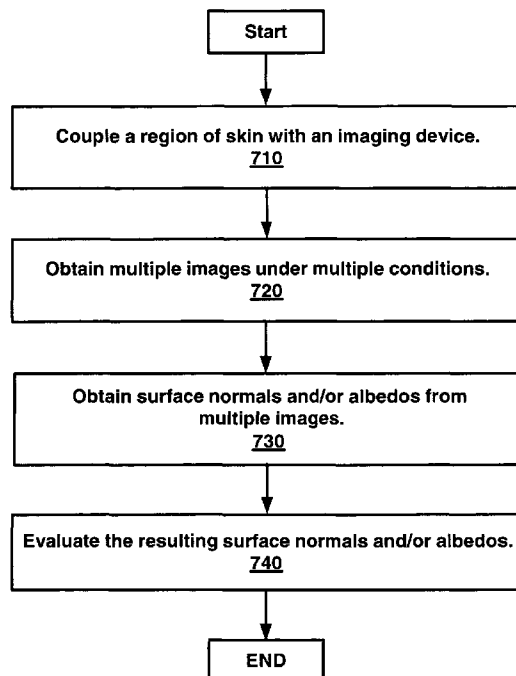 Start
Couple a region of skin with an imaging device.
710
Obtain multiple images under multiple conditions.
720
Obtain surface normals and/or albedos from
multiple images.
730
Evaluate the resulting surface normals and/or albedos.
740
END